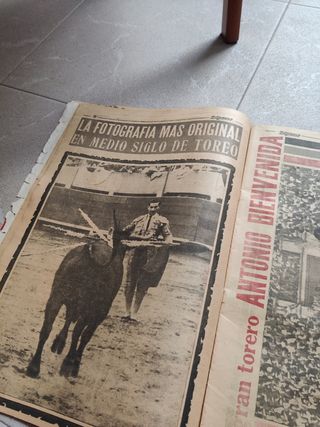 LA FOTOGRAFIA MAS ORIGINAL
EN MEDIO SIGLO DE TOREO
ran torero ANTONIO BIENVENIDA